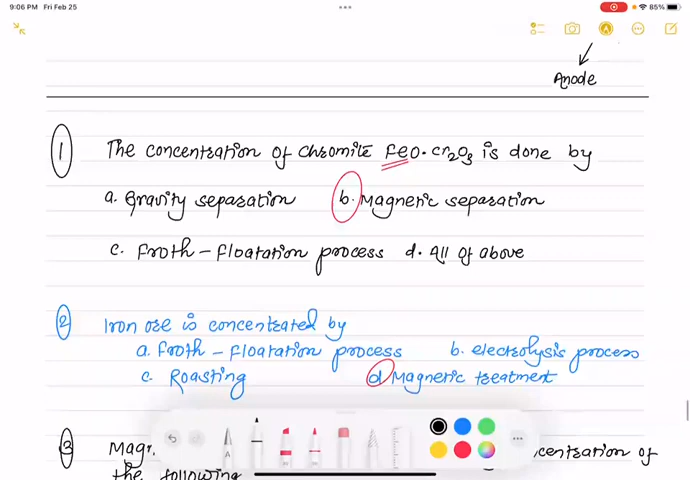 9:06 PM Fri Feb 25
85%
Anode
1 The concentration of chromite FeO.Cr2O3 is done by
a. Gravity separation b. Magnetic separation
c. Froth-Floatation process d. All of above
2 Iron ore is concentrated by
a. Froth-Floatation process b. electrolysis process
c. Roasting d Magnetic treatment
3 Mag centration of
the following